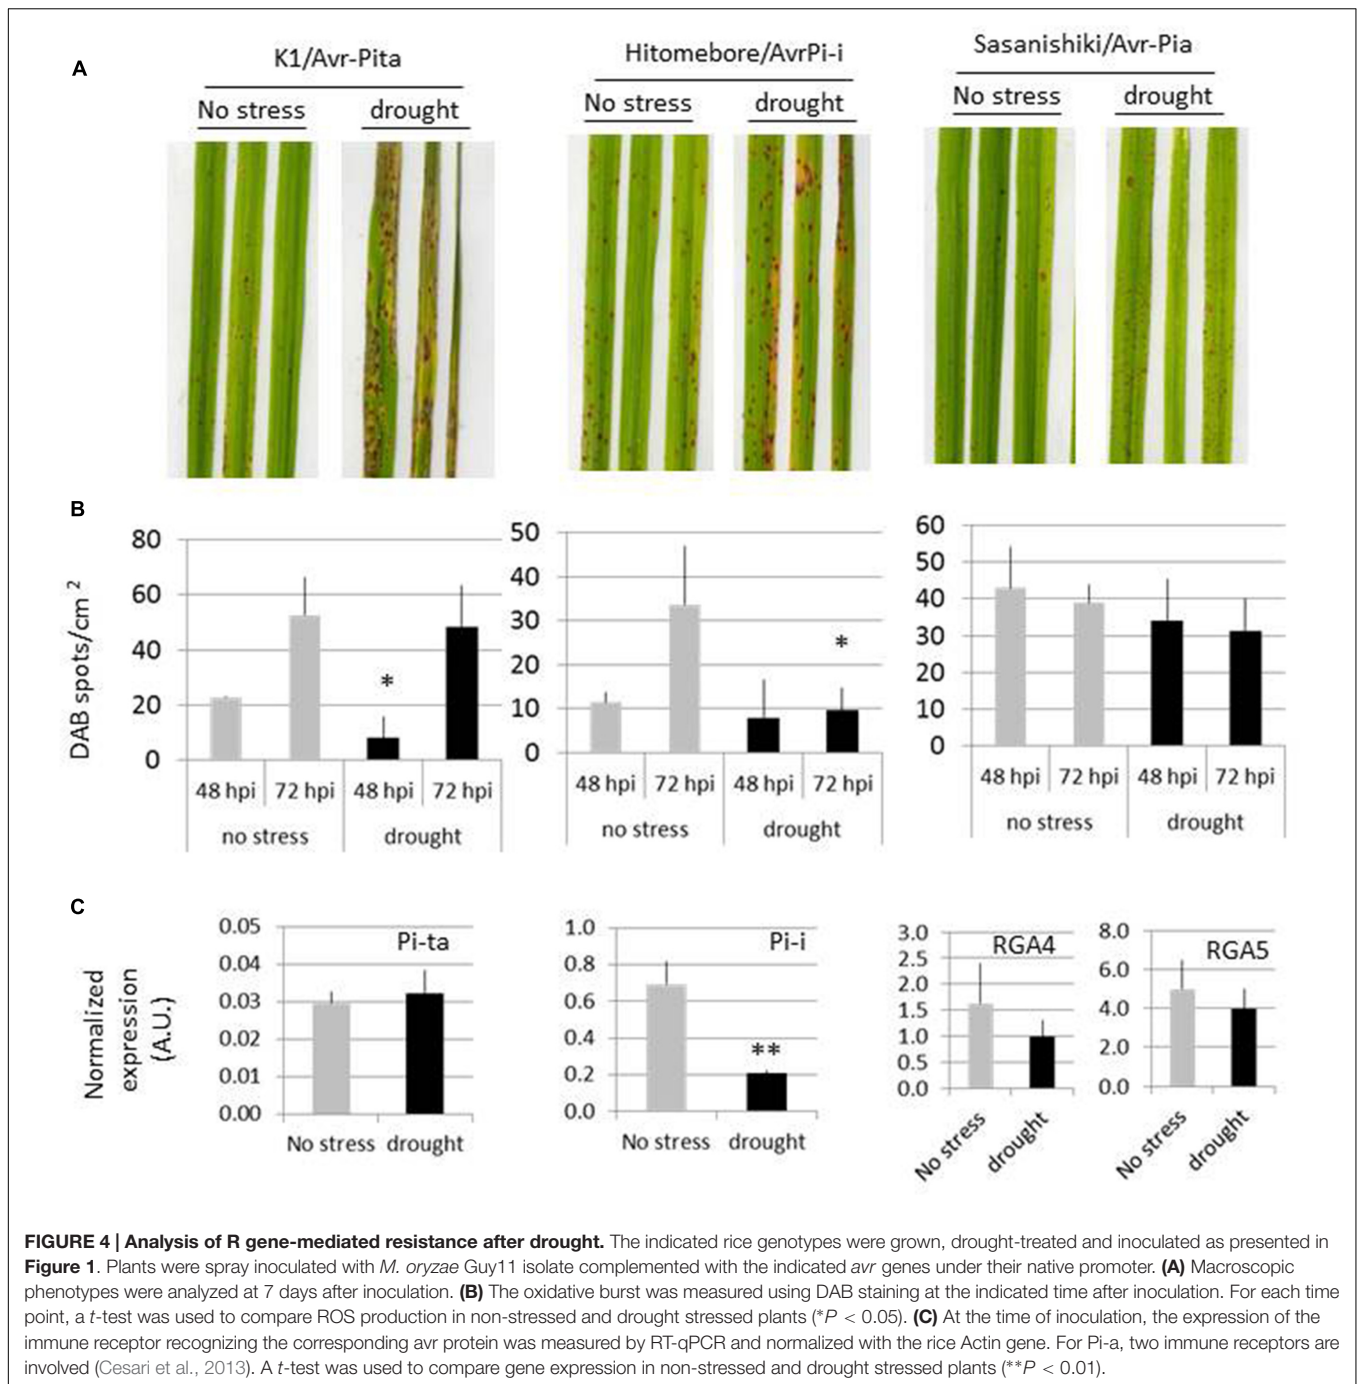 A
K1/Avr-Pita
Hitomebore/AvrPi-i
Sasanishiki/Avr-Pia
No stress drought
No stress drought
No stress drought
B
DAB spots/cm 2
80
60
40
20
0
*
48 hpi 72 hpi 48 hpi 72 hpi
no stress drought
50
40
30
20
10
0
*
48 hpi 72 hpi 48 hpi 72 hpi
no stress drought
60
50
40
30
20
10
0
48 hpi 72 hpi 48 hpi 72 hpi
no stress drought
C
Normalized
expression
(A.U.)
0.05
0.04
0.03
0.02
0.01
0.00
Pi-ta
No stress drought
1.0
0.8
0.6
0.4
0.2
0.0
Pi-i
**
No stress drought
3.0
2.5
2.0
1.5
1.0
0.5
0.0
RGA4
No stress drought
8.0
6.0
4.0
2.0
0.0
RGA5
No stress drought
FIGURE 4 | Analysis of R gene-mediated resistance after drought. The indicated rice genotypes were grown, drought-treated and inoculated as presented in
Figure 1. Plants were spray inoculated with M. oryzae Guy11 isolate complemented with the indicated avr genes under their native promoter. (A) Macroscopic
phenotypes were analyzed at 7 days after inoculation. (B) The oxidative burst was measured using DAB staining at the indicated time after inoculation. For each time
point, a t-test was used to compare ROS production in non-stressed and drought stressed plants (*P < 0.05). (C) At the time of inoculation, the expression of the
immune receptor recognizing the corresponding avr protein was measured by RT-qPCR and normalized with the rice Actin gene. For Pi-a, two immune receptors are
involved (Cesari et al., 2013). A t-test was used to compare gene expression in non-stressed and drought stressed plants (**P < 0.01).